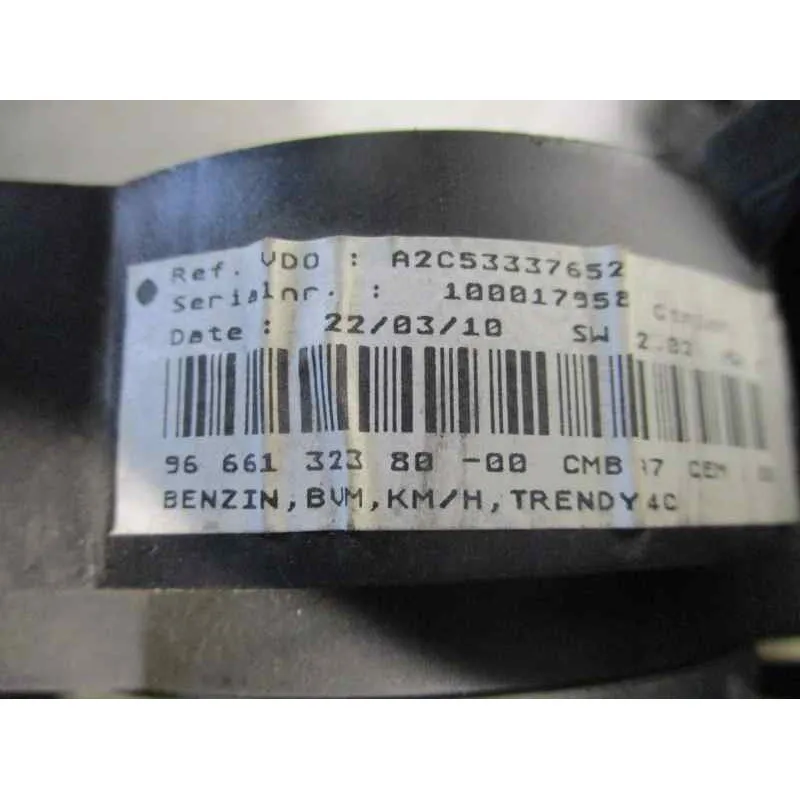 Ref. VDO : A2C53337652
Serialnr. : 100017958
Date : 22/03/10 SW 2.02
96 661 323 80 -00 CMB CEM
BENZIN, BVM, KM/H, TRENDY 4C